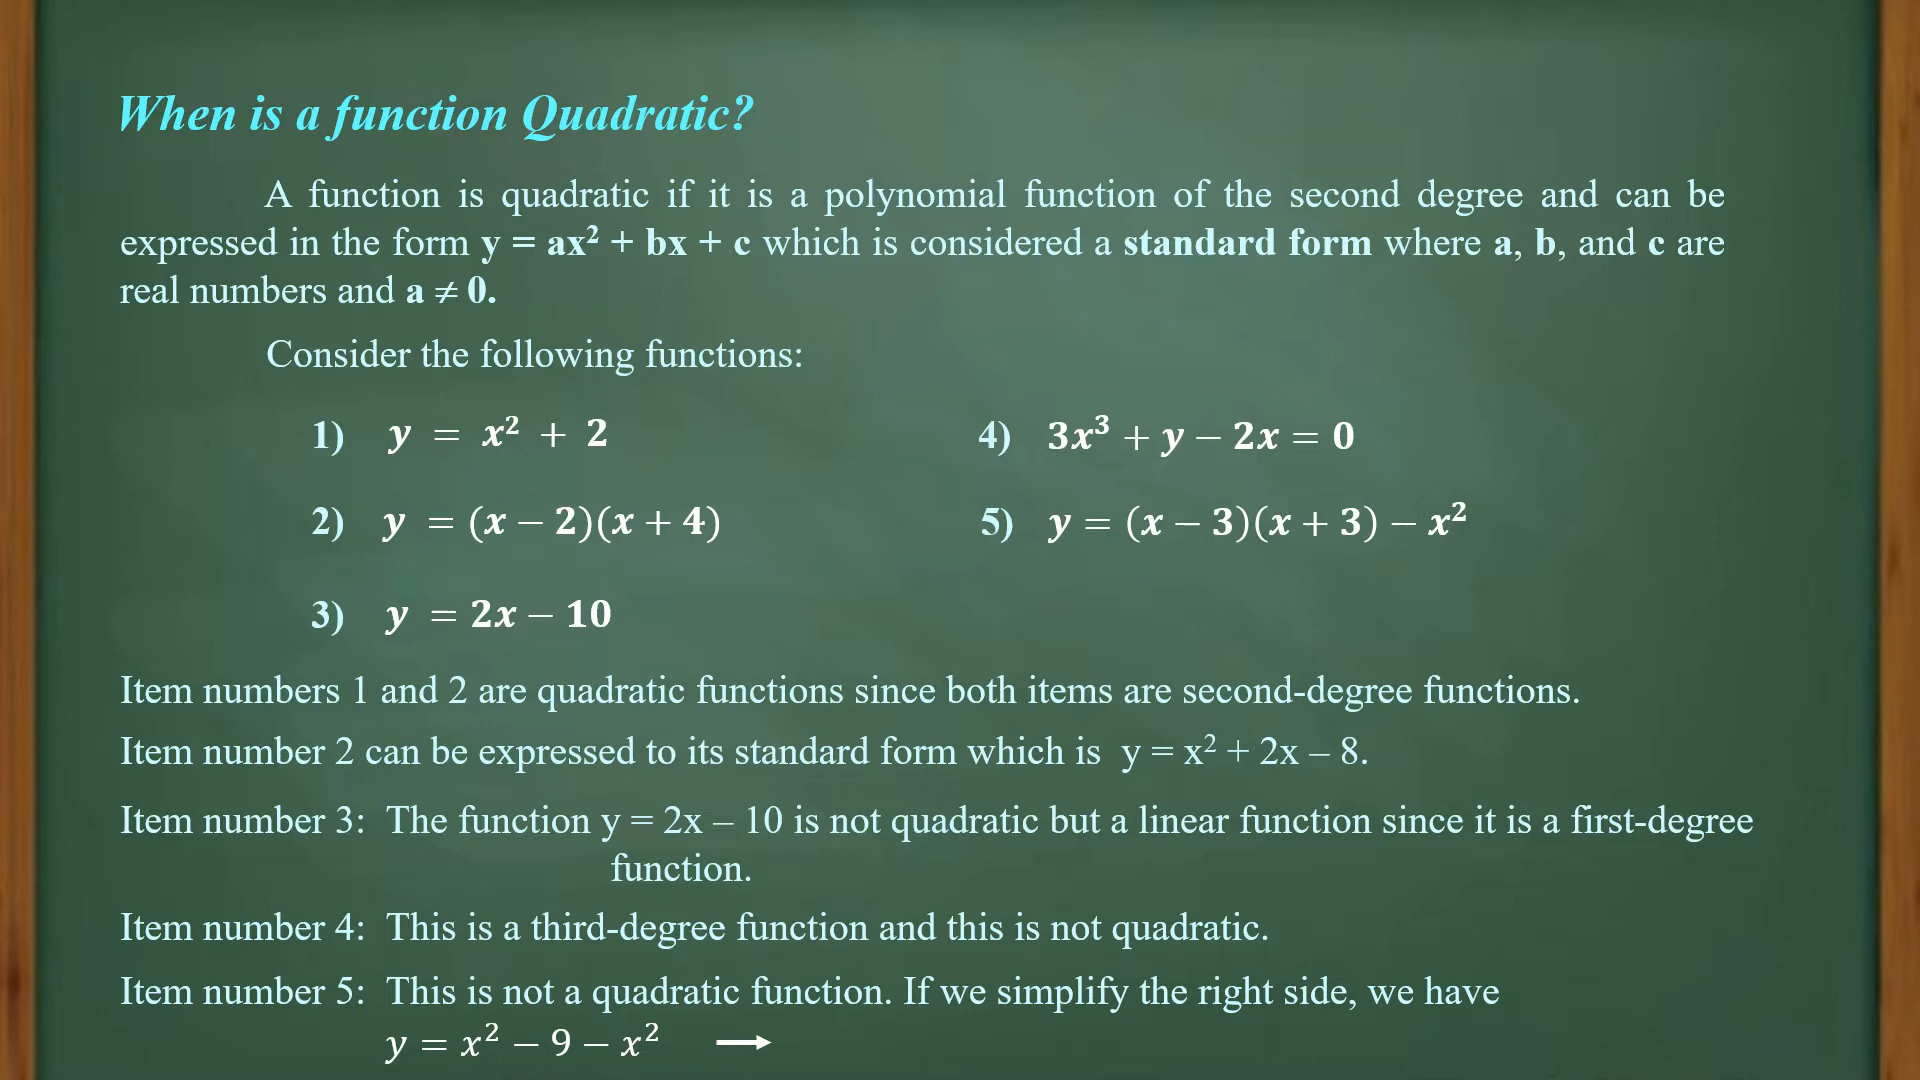 When is a function Quadratic?
A function is quadratic if it is a polynomial function of the second degree and can be
expressed in the form y = ax² + bx + c which is considered a standard form where a, b, and c are
real numbers and a ≠ 0.
Consider the following functions:
1) y = x² + 2
2) y = (x − 2)(x + 4)
3) y = 2x − 10
4) 3x³ + y − 2x = 0
5) y = (x − 3)(x + 3) − x²
Item numbers 1 and 2 are quadratic functions since both items are second-degree functions.
Item number 2 can be expressed to its standard form which is y = x² + 2x – 8.
Item number 3: The function y = 2x – 10 is not quadratic but a linear function since it is a first-degree
function.
Item number 4: This is a third-degree function and this is not quadratic.
Item number 5: This is not a quadratic function. If we simplify the right side, we have
y = x² − 9 − x² →